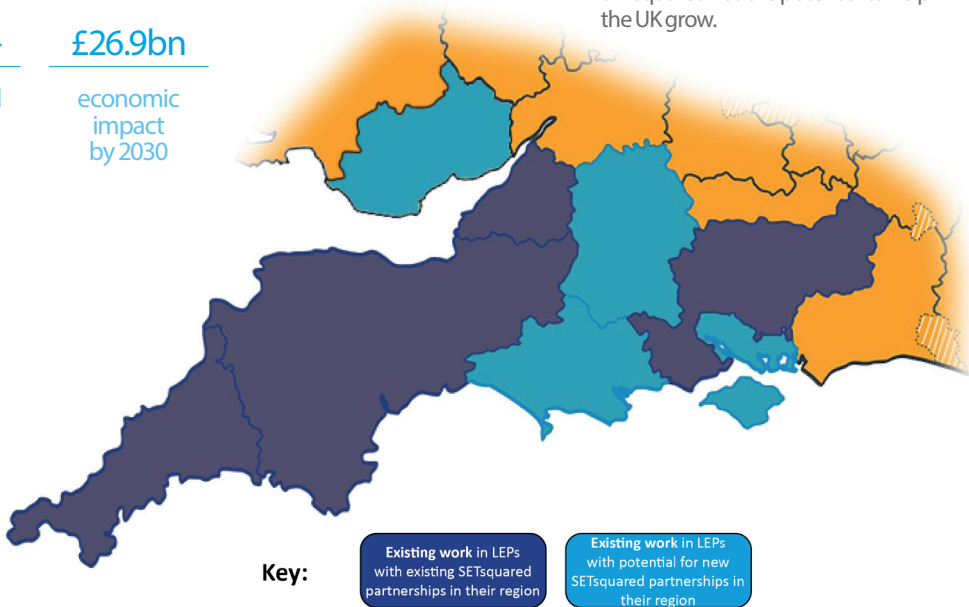 the UK grow.
£26.9bn
economic
impact
by 2030
Key:
Existing work in LEPs
with existing SETsquared
partnerships in their region
Existing work in LEPs
with potential for new
SETsquared partnerships in
their region